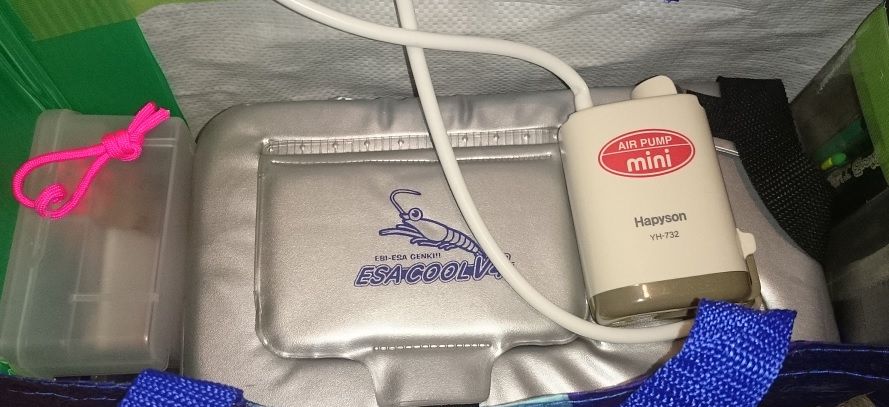 AIR PUMP
mini
Hapyson
YH-732
EBI-ESA GENKI!!
ESA COOL